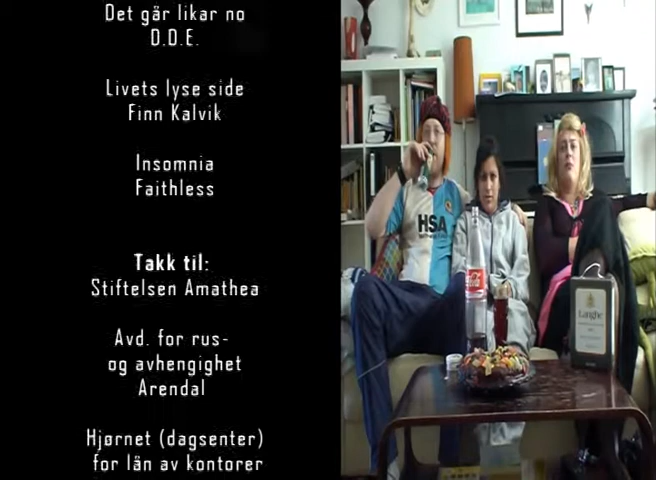 Det går likar no
D.D.E.
Livets lyse side
Finn Kalvik
Insomnia
Faithless
Takk til:
Stiftelsen Amathea
Avd. for rus-
og avhengighet
Arendal
Hjørnet (dagsenter)
for lån av kontorer
HSA
Langhe